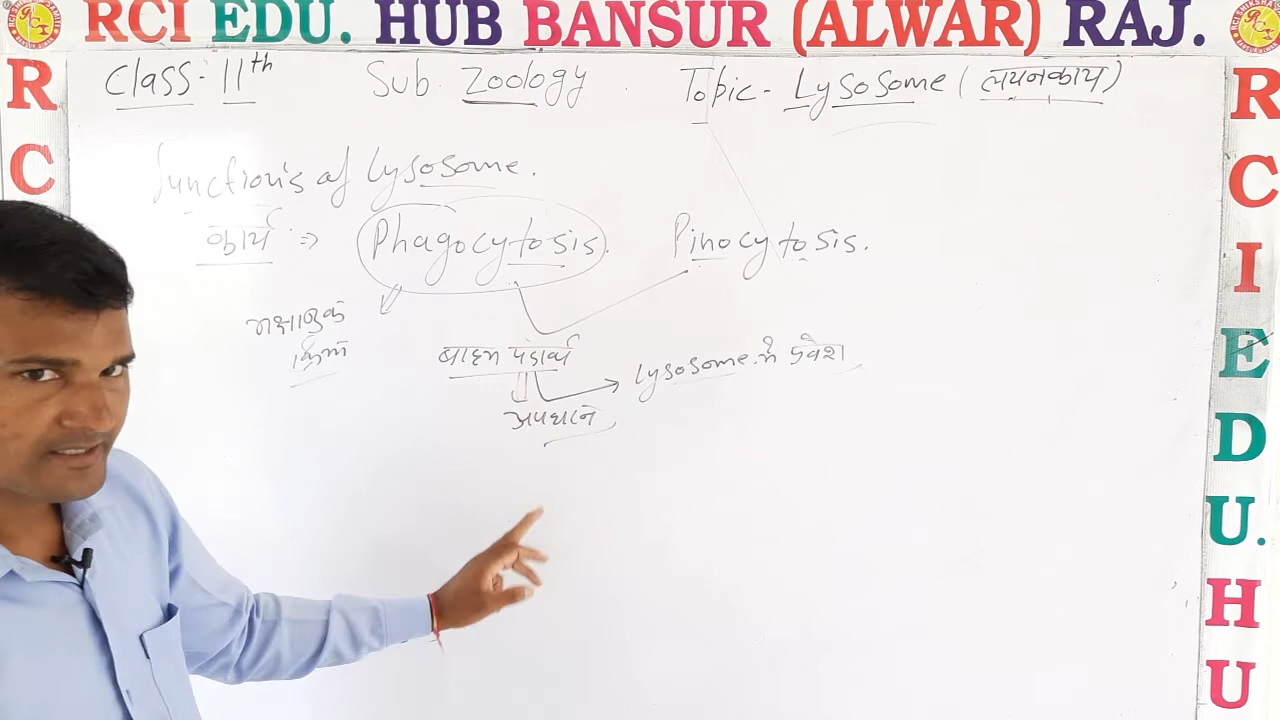 RCI EDU. HUB BANSUR (ALWAR) RAJ.
Class:- 11th Sub. Zoology Topic- Lysosome (लयनकाय)
Function's of Lysosome.
कार्य => Phagocytosis. Pinocytosis.
भक्षाणुक
क्रिया
बाह्य पदार्थ
Lysosome में प्रवेश
अपघटन
R
C
R
C
I
E
D
U.
H
U